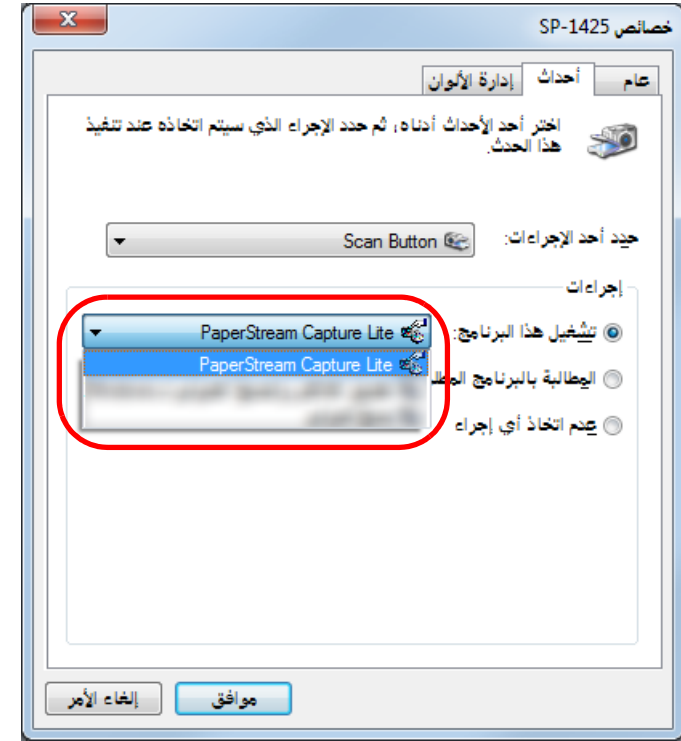 خصائص SP-1425
عام
أحداث
إدارة الألوان
اختر أحد الأحداث أدناه، ثم حدد الإجراء الذي سيتم اتخاذه عند تنفيذ
هذا الحدث.
حدد أحد الإجراءات:
Scan Button
إجراءات
تشغيل هذا البرنامج:
PaperStream Capture Lite
PaperStream Capture Lite
المطالبة بالبرنامج
عدم اتخاذ أي إجراء
موافق
إلغاء الأمر